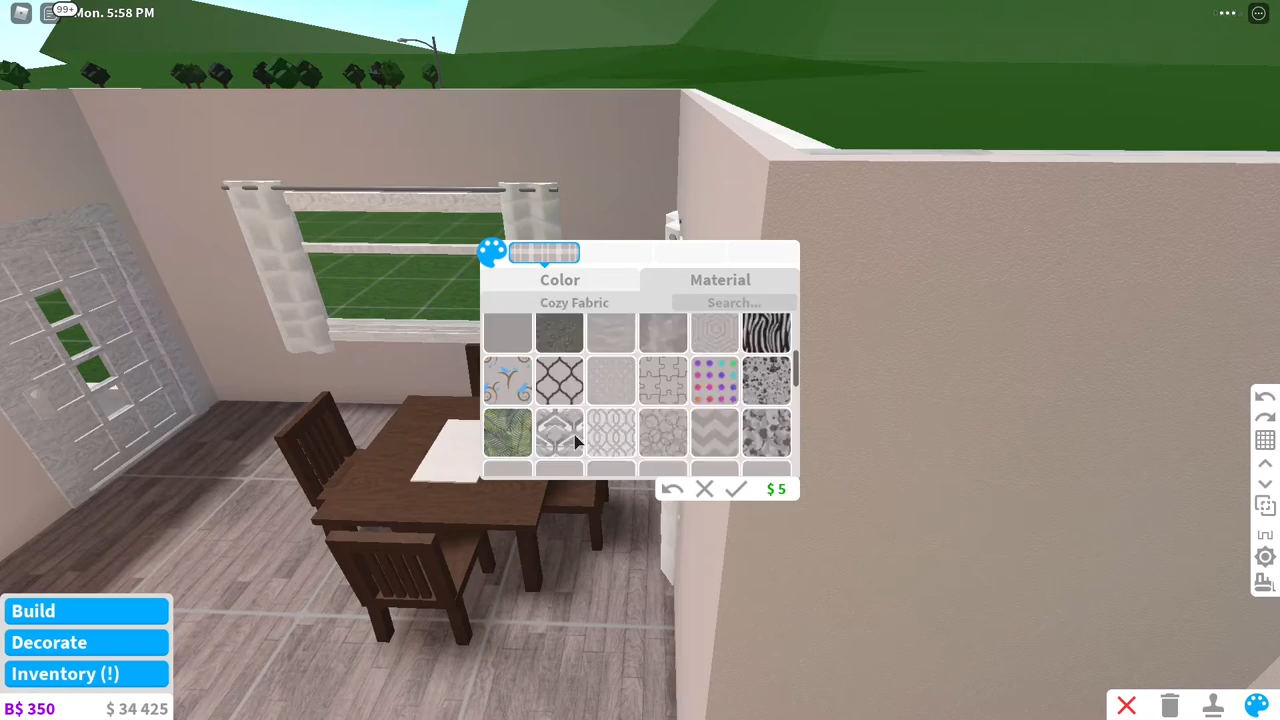 99+
Mon. 5:58 PM
Color
Material
Cozy Fabric
Search...
$ 5
Build
Decorate
Inventory (!)
B$ 350
$ 34 425